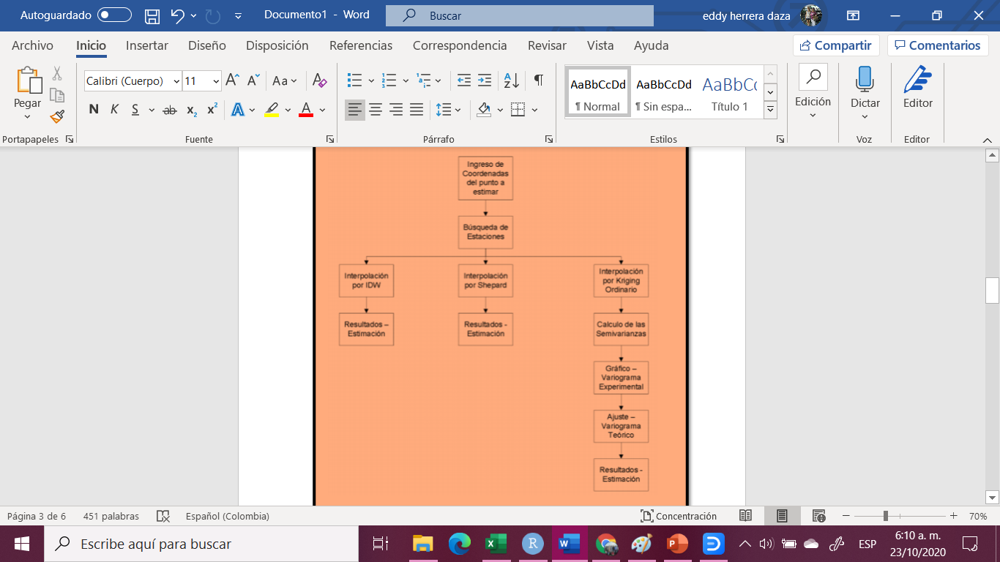 Autoguardado
Documento1 - Word
Buscar
eddy herrera daza
Archivo Inicio Insertar Diseño Disposición Referencias Correspondencia Revisar Vista Ayuda
Compartir Comentarios
Pegar
Calibri (Cuerpo) 11
Aa
N K S ab x2 x2 A A
AaBbCcDd AaBbCcDd AaBbCc
¶ Normal ¶ Sin espa... Título 1
Edición
Dictar
Editor
Portapapeles Fuente Párrafo Estilos Voz Editor
Ingreso de
Coordenadas
del punto a
estimar
Búsqueda de
Estaciones
Interpolación
por IDW
Interpolación
por Shepard
Interpolación
por Kriging
Ordinario
Resultados –
Estimación
Resultados -
Estimación
Calculo de las
Semivarianzas
Gráfico –
Variograma
Experimental
Ajuste –
Variograma
Teórico
Resultados -
Estimación
Página 3 de 6 451 palabras Español (Colombia) Concentración 70%
Escribe aquí para buscar
ESP
6:10 a. m.
23/10/2020